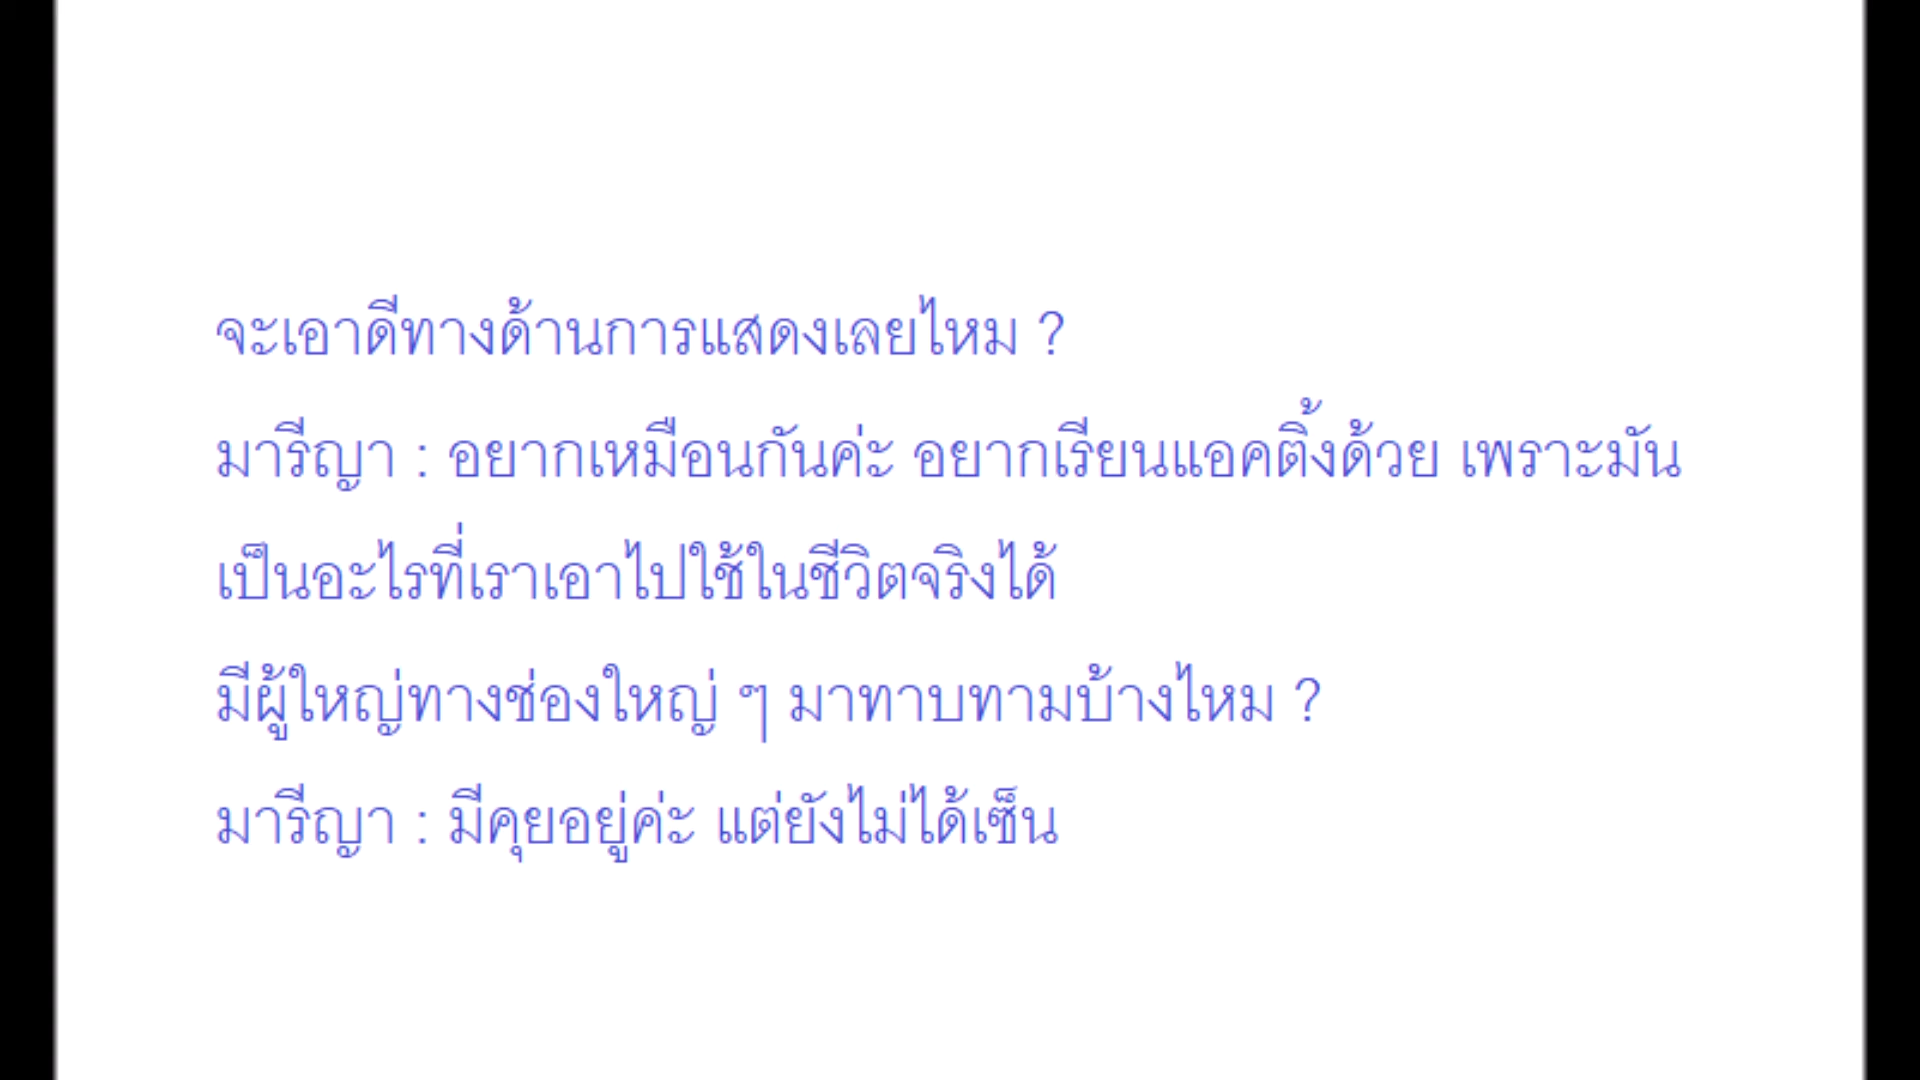 จะเอาดีทางด้านการแสดงเลยไหม ?
มารีญา : อยากเหมือนกันค่ะ อยากเรียนแอคติ้งด้วย เพราะมัน
เป็นอะไรที่เราเอาไปใช้ในชีวิตจริงได้
มีผู้ใหญ่ทางช่องใหญ่ ๆ มาทาบทามบ้างไหม ?
มารีญา : มีคุยอยู่ค่ะ แต่ยังไม่ได้เซ็น